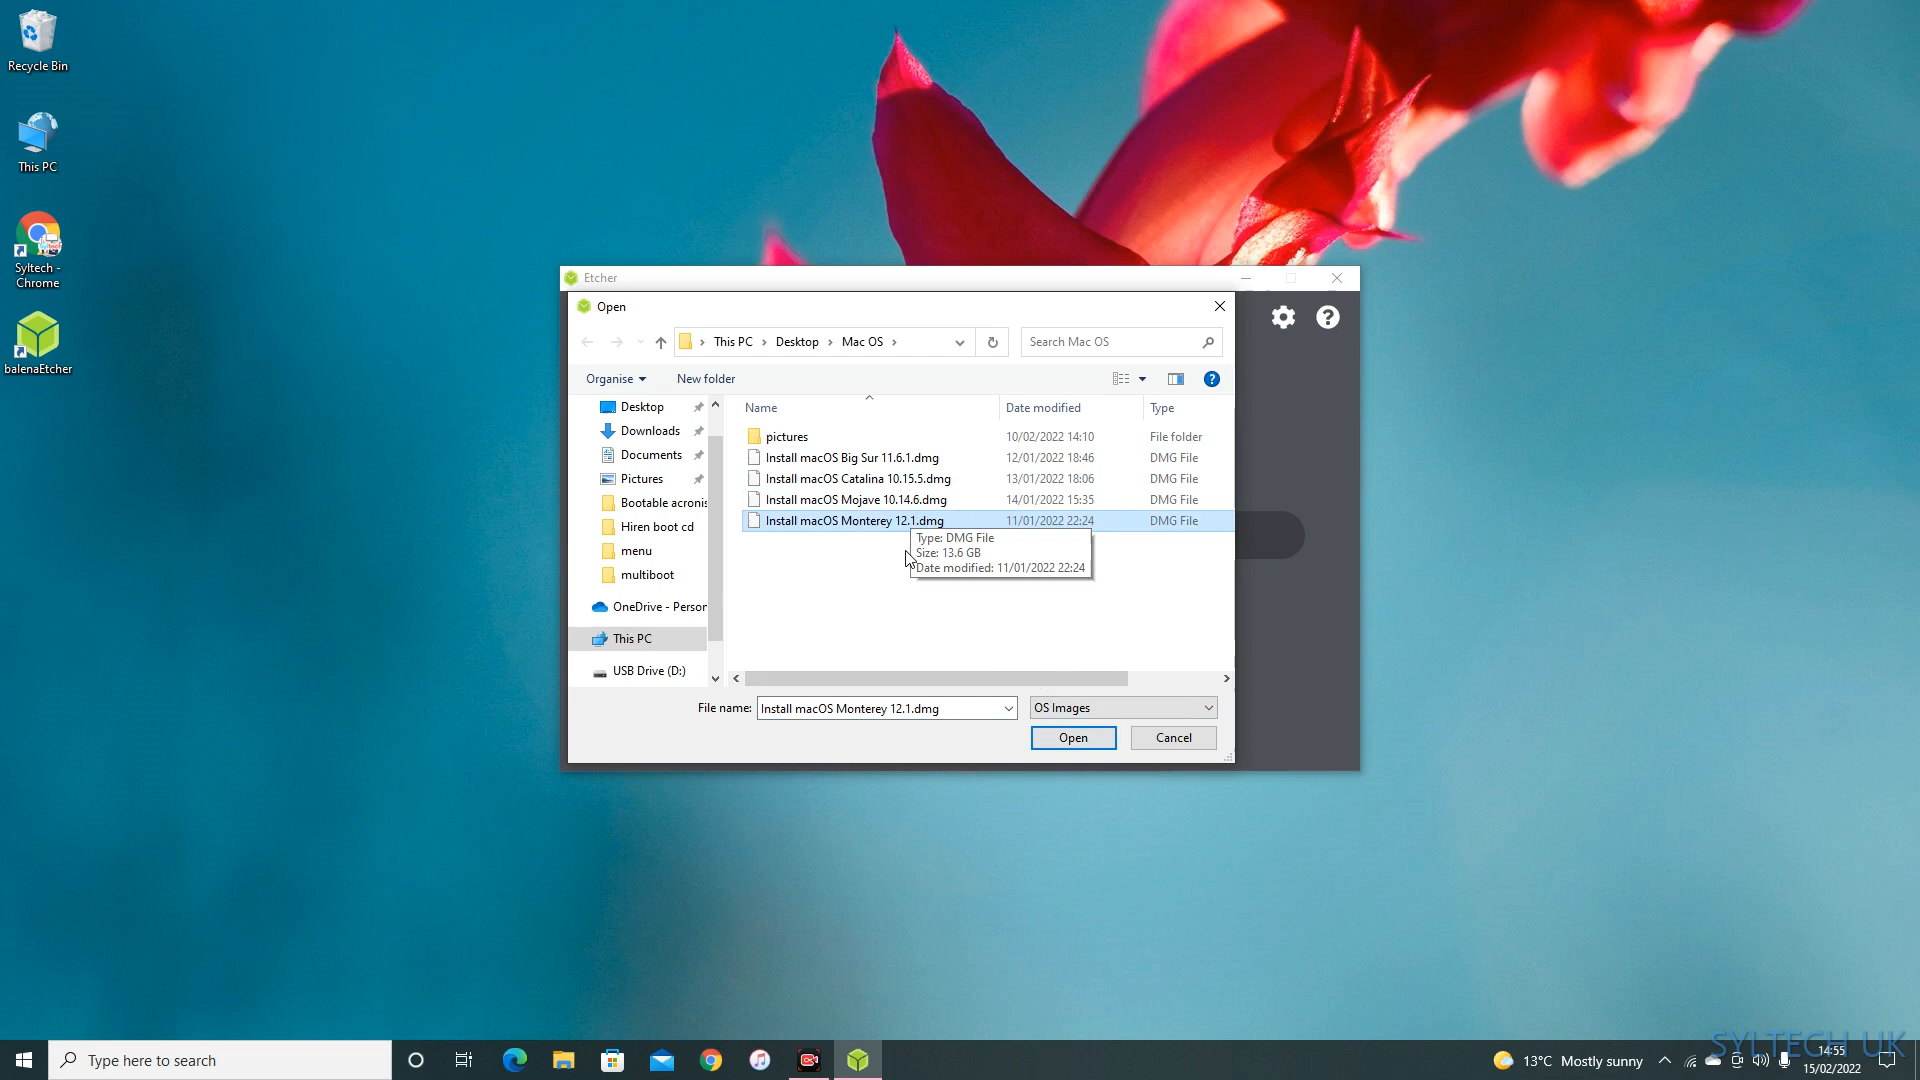 Recycle Bin
This PC
Syltech -
Chrome
balenaEtcher
Etcher
Open
This PC
Desktop
Mac OS
Search Mac OS
Organise
New folder
Name
Date modified
Type
Desktop
Downloads
Documents
Pictures
Bootable acronis
Hiren boot cd
menu
multiboot
OneDrive - Person
This PC
USB Drive (D:)
pictures 10/02/2022 14:10 File folder
Install macOS Big Sur 11.6.1.dmg 12/01/2022 18:46 DMG File
Install macOS Catalina 10.15.5.dmg 13/01/2022 18:06 DMG File
Install macOS Mojave 10.14.6.dmg 14/01/2022 15:35 DMG File
Install macOS Monterey 12.1.dmg 11/01/2022 22:24 DMG File
Type: DMG File
Size: 13.6 GB
Date modified: 11/01/2022 22:24
File name: Install macOS Monterey 12.1.dmg
OS Images
Open
Cancel
Type here to search
13°C Mostly sunny
14:55
15/02/2022
SYLTECH UK